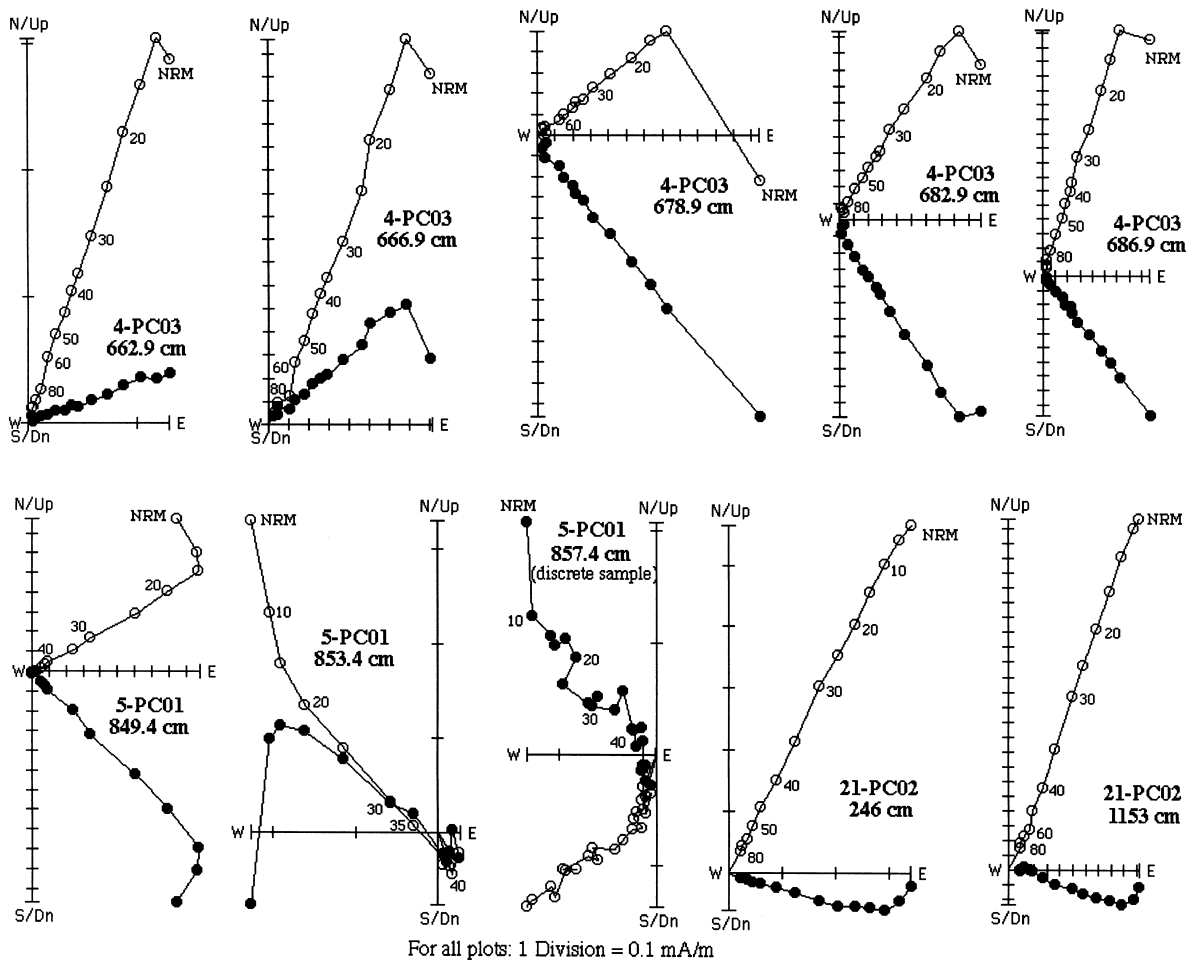 N/Up
NRM
20
30
40
50
60
80
4-PC03
662.9 cm
W
E
S/Dn
N/Up
NRM
20
30
40
50
60
80
4-PC03
666.9 cm
W
E
S/Dn
N/Up
20
30
60
W
E
NRM
4-PC03
678.9 cm
S/Dn
N/Up
NRM
20
30
50
80
4-PC03
682.9 cm
W
E
S/Dn
N/Up
NRM
20
30
40
50
80
4-PC03
686.9 cm
W
E
S/Dn
N/Up
NRM
20
30
40
W
E
5-PC01
849.4 cm
S/Dn
N/Up
NRM
10
20
5-PC01
853.4 cm
30
35
W
E
40
S/Dn
N/Up
NRM
5-PC01
857.4 cm
(discrete sample)
10
20
30
40
W
E
S/Dn
N/Up
NRM
10
20
30
40
50
80
21-PC02
246 cm
W
E
S/Dn
N/Up
NRM
20
30
40
60
80
21-PC02
1153 cm
W
E
S/Dn
For all plots: 1 Division = 0.1 mA/m